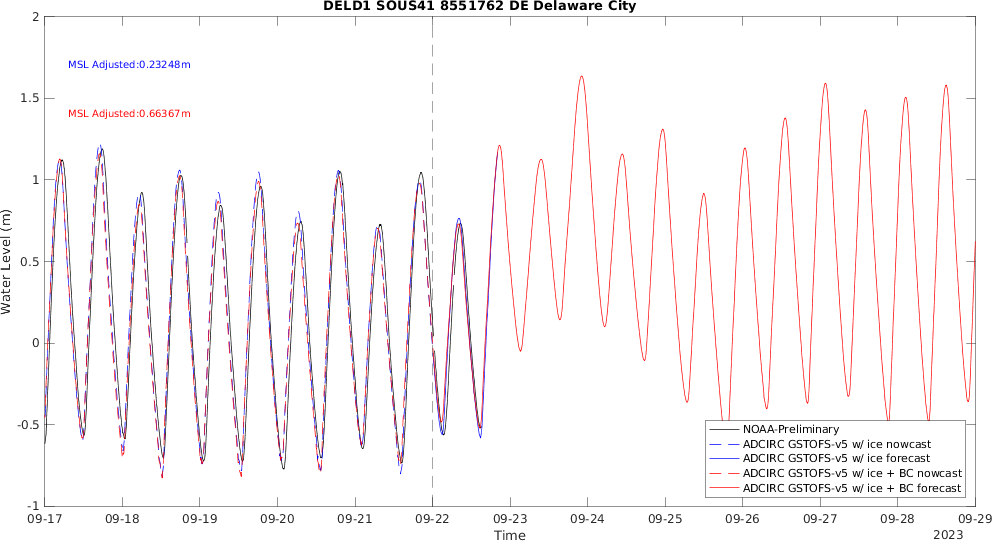 DELD1 SOUS41 8551762 DE Delaware City
2
1.5
1
0.5
0
-0.5
-1
Water Level (m)
MSL Adjusted:0.23248m
MSL Adjusted:0.66367m
NOAA-Preliminary
ADCIRC GSTOFS-v5 w/ ice nowcast
ADCIRC GSTOFS-v5 w/ ice forecast
ADCIRC GSTOFS-v5 w/ ice + BC nowcast
ADCIRC GSTOFS-v5 w/ ice + BC forecast
09-17 09-18 09-19 09-20 09-21 09-22 09-23 09-24 09-25 09-26 09-27 09-28 09-29
Time
2023